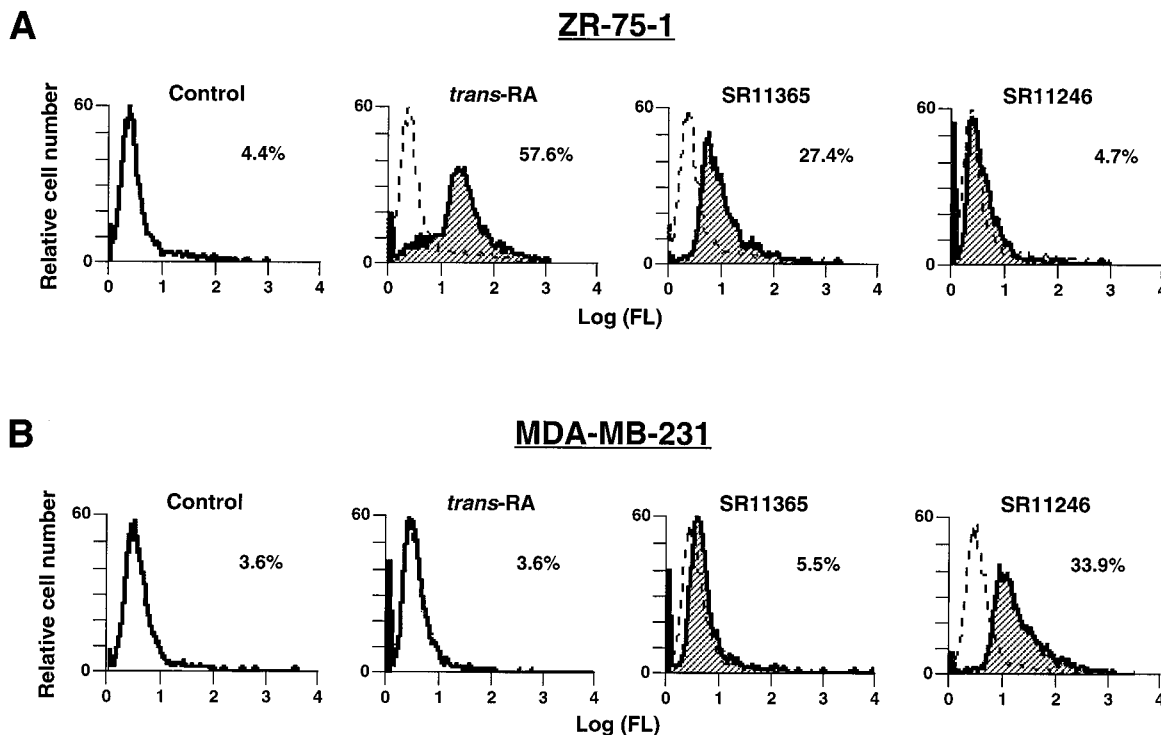 A
ZR-75-1
Control
trans-RA
SR11365
SR11246
Relative cell number
60
4.4%
0
0 1 2 3 4
60
57.6%
0
0 1 2 3 4
60
27.4%
0
0 1 2 3 4
60
4.7%
0
0 1 2 3 4
Log (FL)
B
MDA-MB-231
Control
trans-RA
SR11365
SR11246
Relative cell number
60
3.6%
0
0 1 2 3 4
60
3.6%
0
0 1 2 3 4
60
5.5%
0
0 1 2 3 4
60
33.9%
0
0 1 2 3 4
Log (FL)